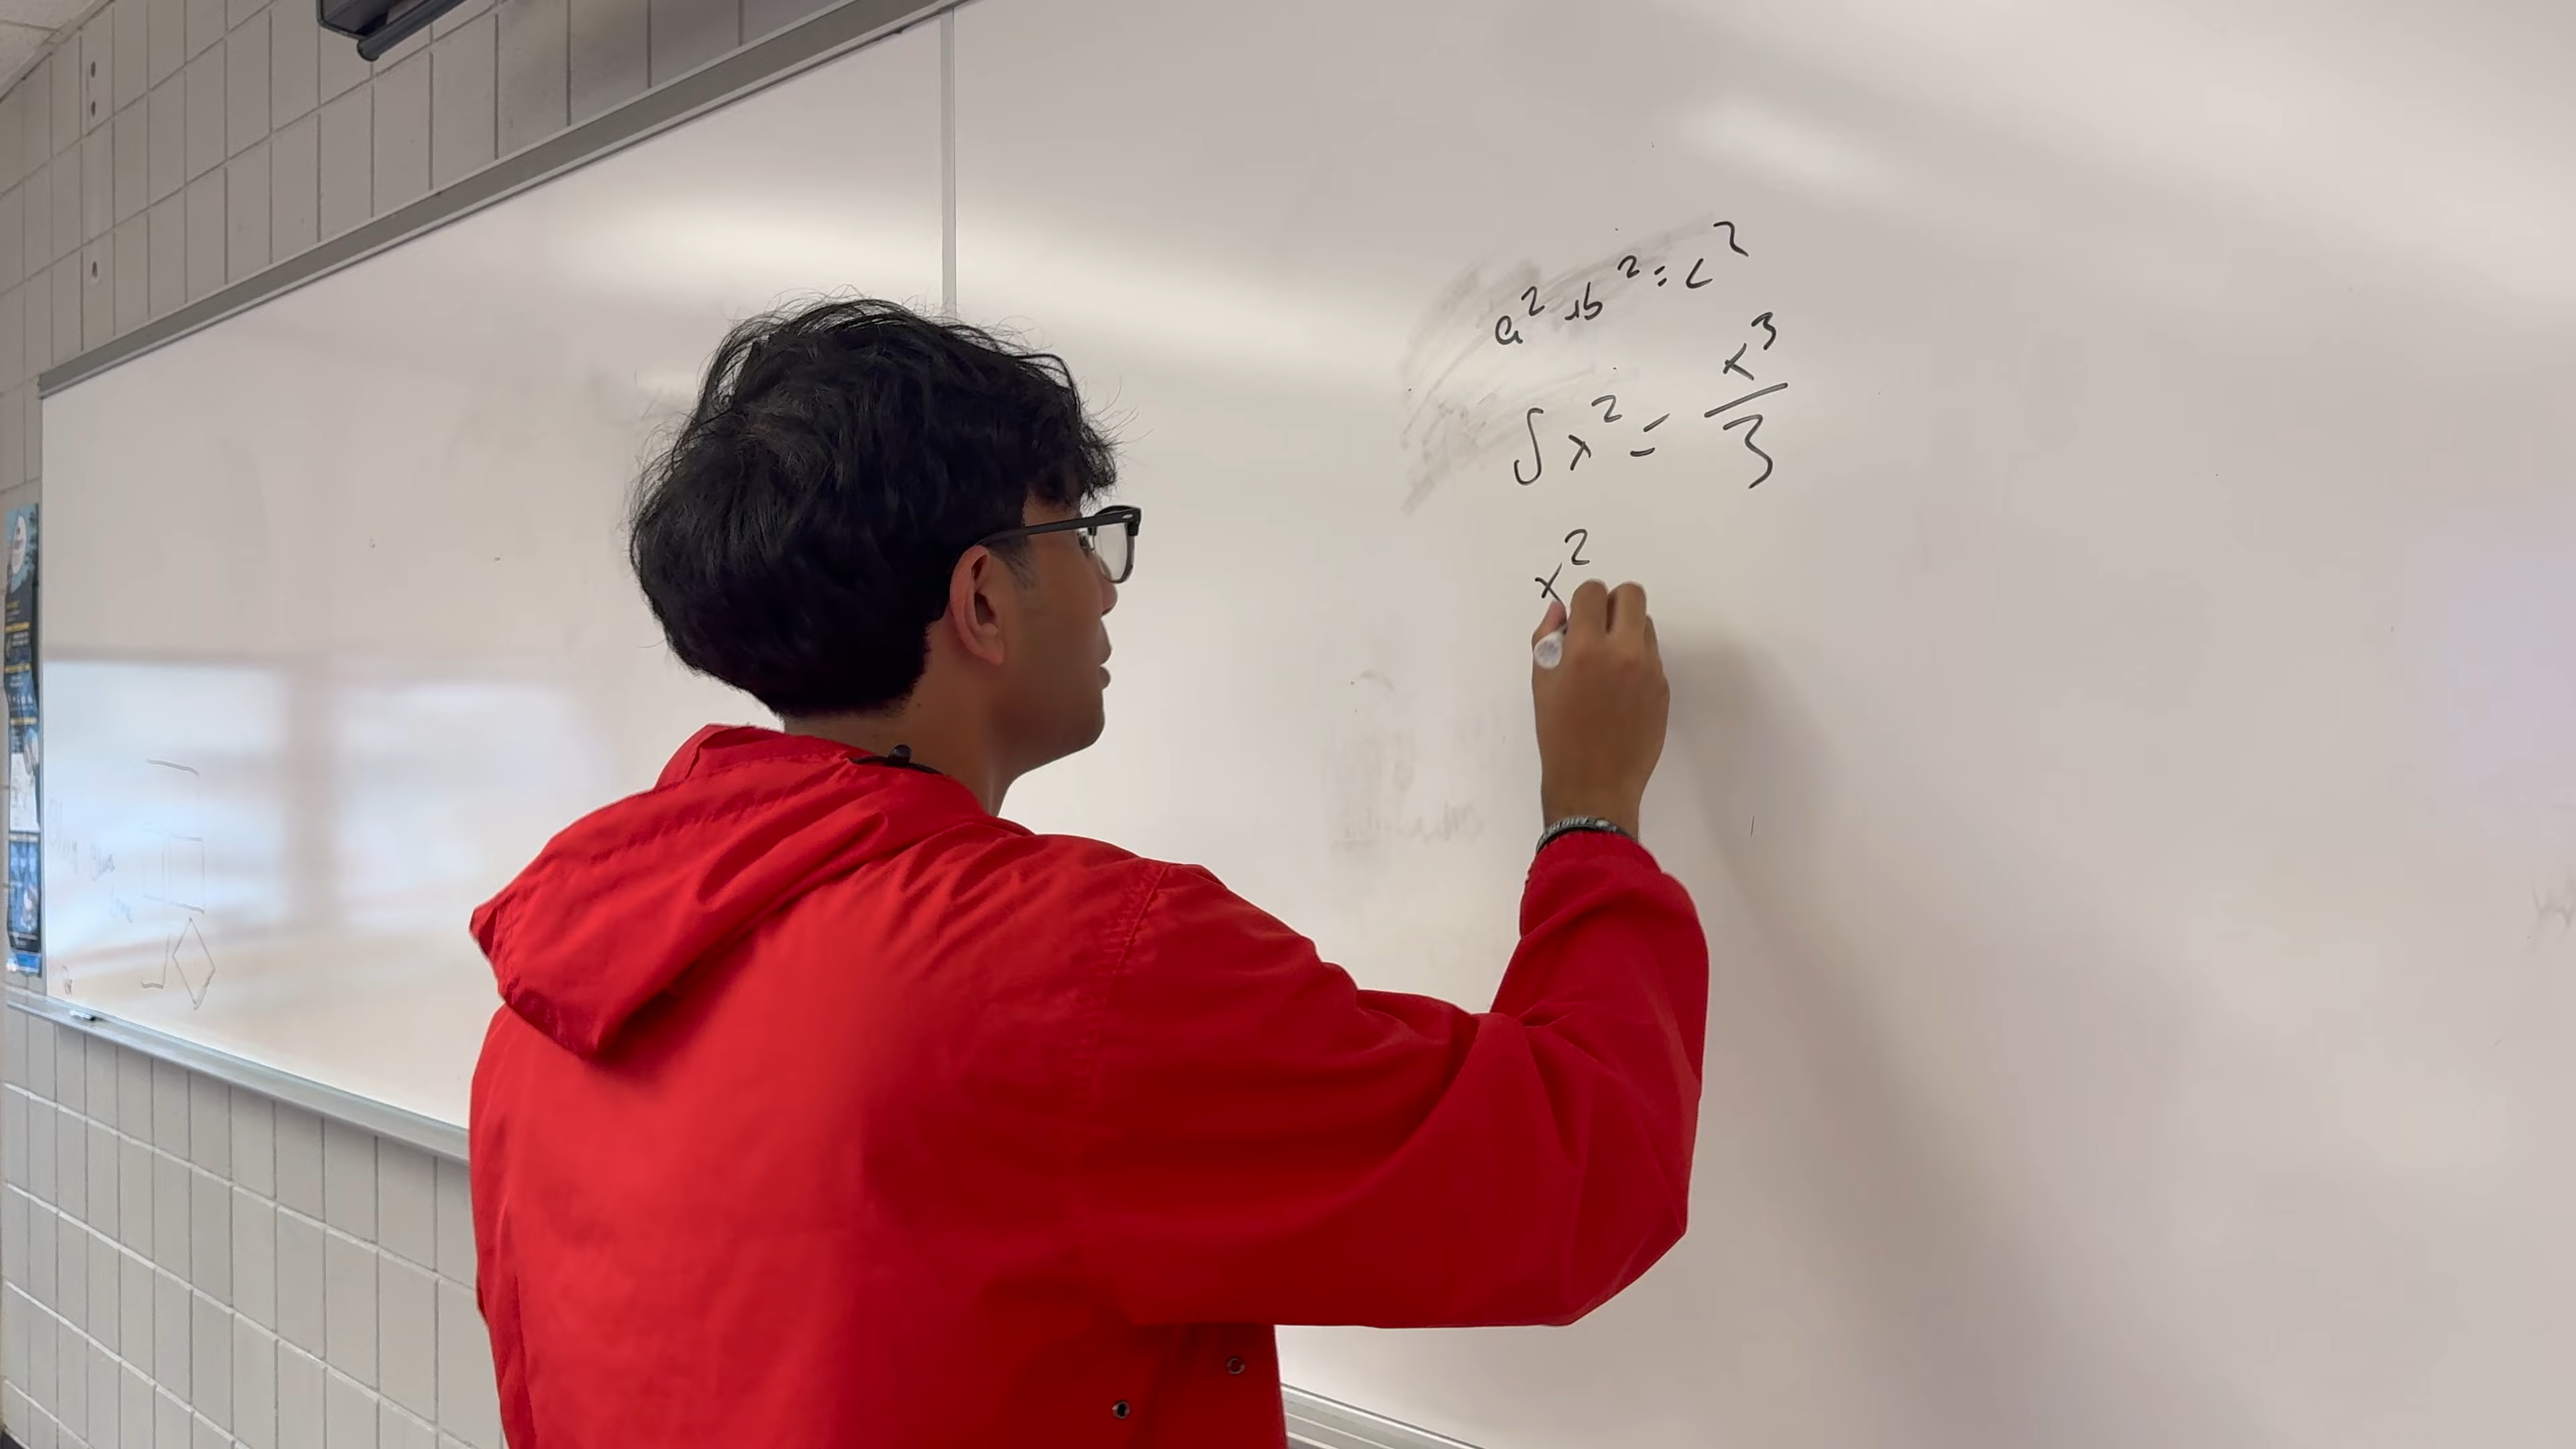 a² + b² = c²
∫x² = x³/3
x²